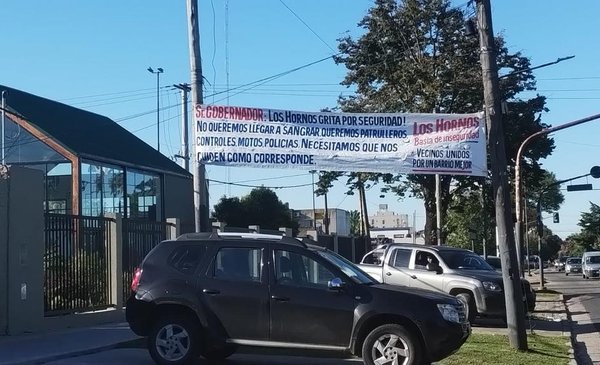 Sr GOBERNADOR: LOS HORNOS GRITA POR SEGURIDAD!
NO QUEREMOS LLEGAR A SANGRAR QUEREMOS PATRULLEROS
CONTROLES MOTOS POLICIAS NECESITAMOS QUE NOS
CUIDEN COMO CORRESPONDE.
LOS HORNOS
Basta de inseguridad
VECINOS UNIDOS
POR UN BARRIO MEJOR